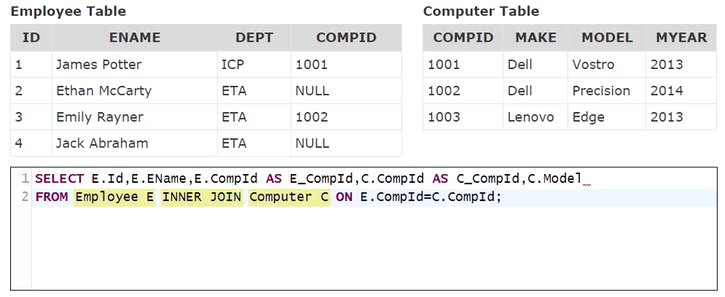 Employee Table
ID ENAME DEPT COMPID
1 James Potter ICP 1001
2 Ethan McCarty ETA NULL
3 Emily Rayner ETA 1002
4 Jack Abraham ETA NULL
Computer Table
COMPID MAKE MODEL MYEAR
1001 Dell Vostro 2013
1002 Dell Precision 2014
1003 Lenovo Edge 2013
1 SELECT E.Id,E.EName,E.CompId AS E_CompId,C.CompId AS C_CompId,C.Model
2 FROM Employee E INNER JOIN Computer C ON E.CompId=C.CompId;